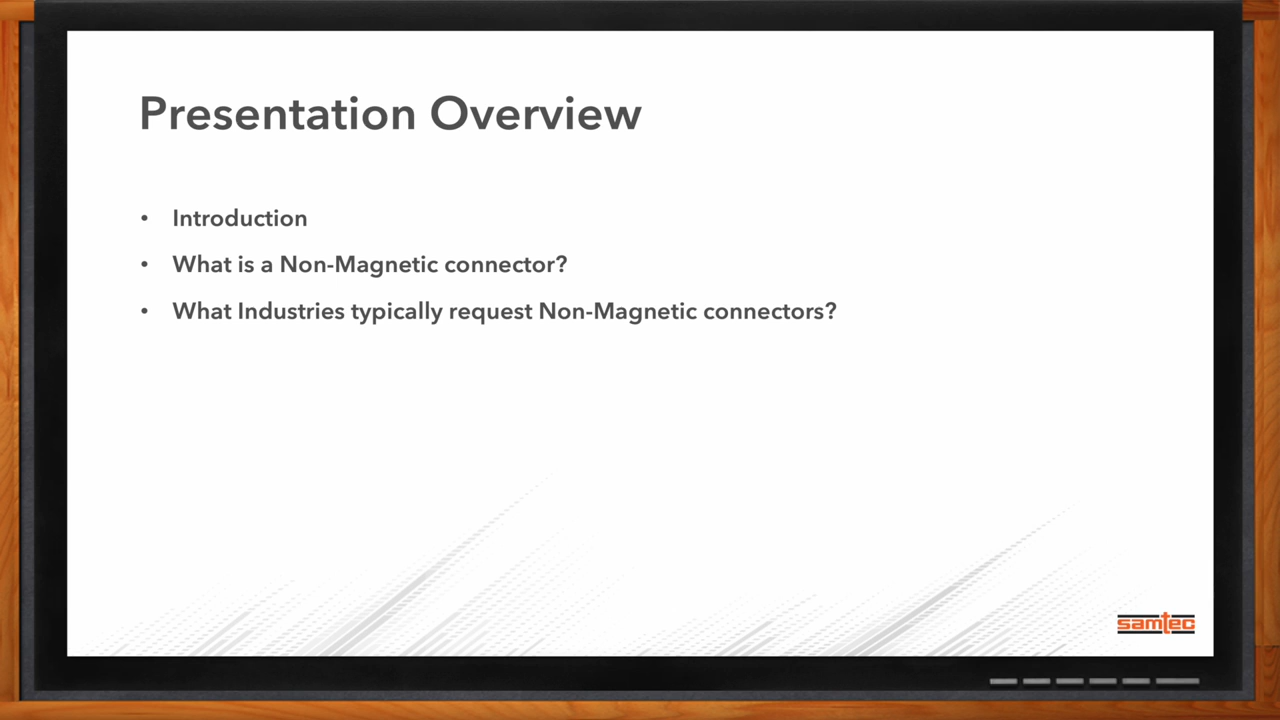 Presentation Overview
• Introduction
• What is a Non-Magnetic connector?
• What Industries typically request Non-Magnetic connectors?
samtec